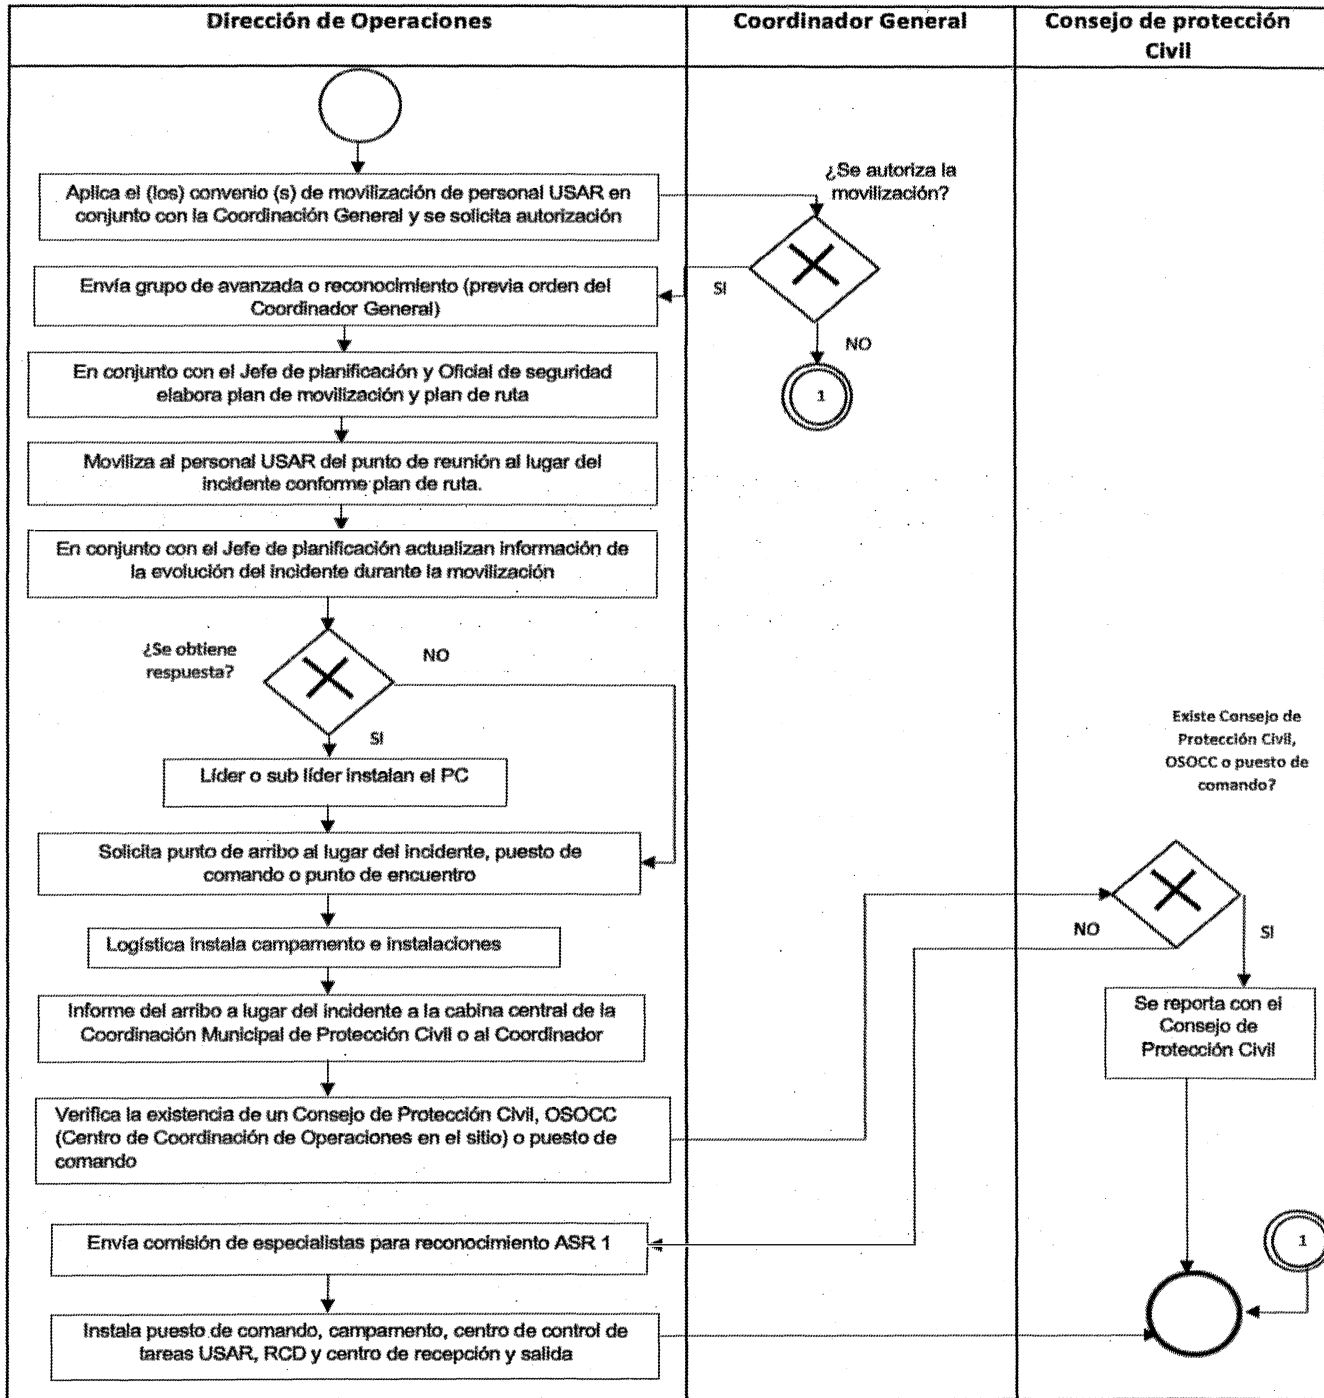 Dirección de Operaciones
Coordinador General
Consejo de protección
Civil
¿Se autoriza la
movilización?
Aplica el (los) convenio (s) de movilización de personal USAR en
conjunto con la Coordinación General y se solicita autorización
Envía grupo de avanzada o reconocimiento (previa orden del
Coordinador General)
SI
NO
1
En conjunto con el Jefe de planificación y Oficial de seguridad
elabora plan de movilización y plan de ruta
Moviliza al personal USAR del punto de reunión al lugar del
incidente conforme plan de ruta.
En conjunto con el Jefe de planificación actualizan información de
la evolución del incidente durante la movilización
¿Se obtiene
respuesta?
NO
SI
Líder o sub líder instalan el PC
Solicita punto de arribo al lugar del incidente, puesto de
comando o punto de encuentro
Logística instala campamento e instalaciones
Informe del arribo a lugar del incidente a la cabina central de la
Coordinación Municipal de Protección Civil o al Coordinador
Verifica la existencia de un Consejo de Protección Civil, OSOCC
(Centro de Coordinación de Operaciones en el sitio) o puesto de
comando
Existe Consejo de
Protección Civil,
OSOCC o puesto de
comando?
NO
SI
Se reporta con el
Consejo de
Protección Civil
Envía comisión de especialistas para reconocimiento ASR 1
1
Instala puesto de comando, campamento, centro de control de
tareas USAR, RCD y centro de recepción y salida